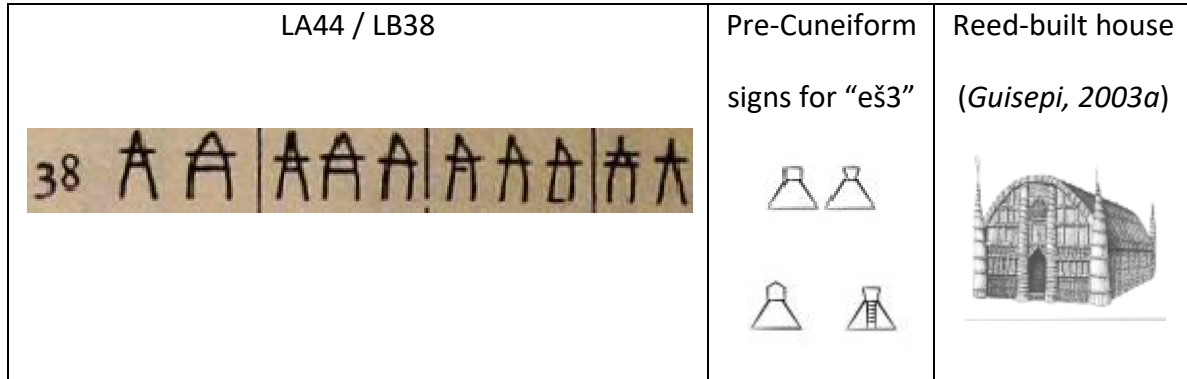 LA44 / LB38
38
Pre-Cuneiform
signs for “eš3”
Reed-built house
(Guisepi, 2003a)